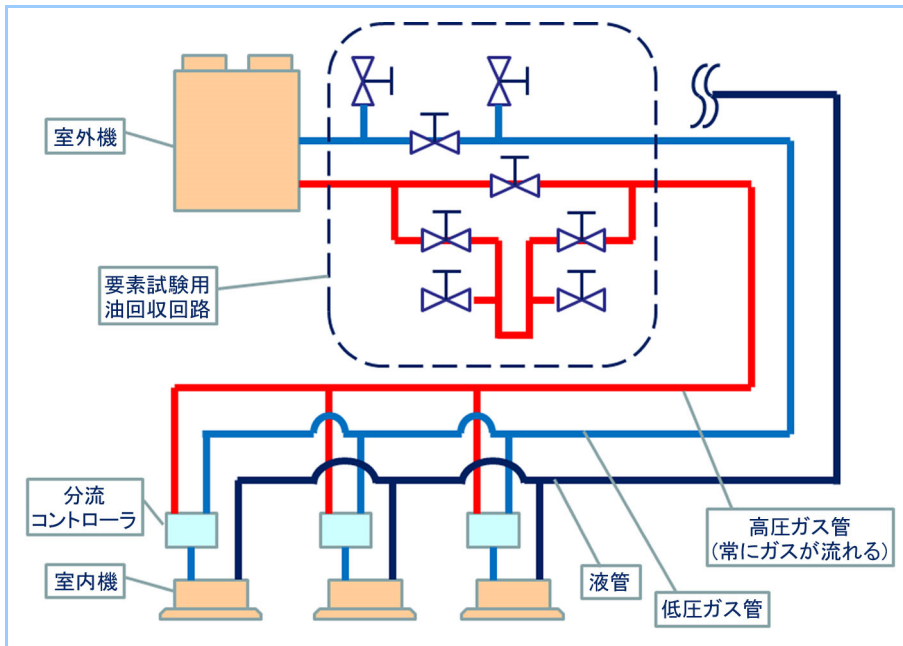 室外機
要素試験用
油回収回路
分流
コントローラ
室内機
高圧ガス管
(常にガスが流れる)
液管
低圧ガス管